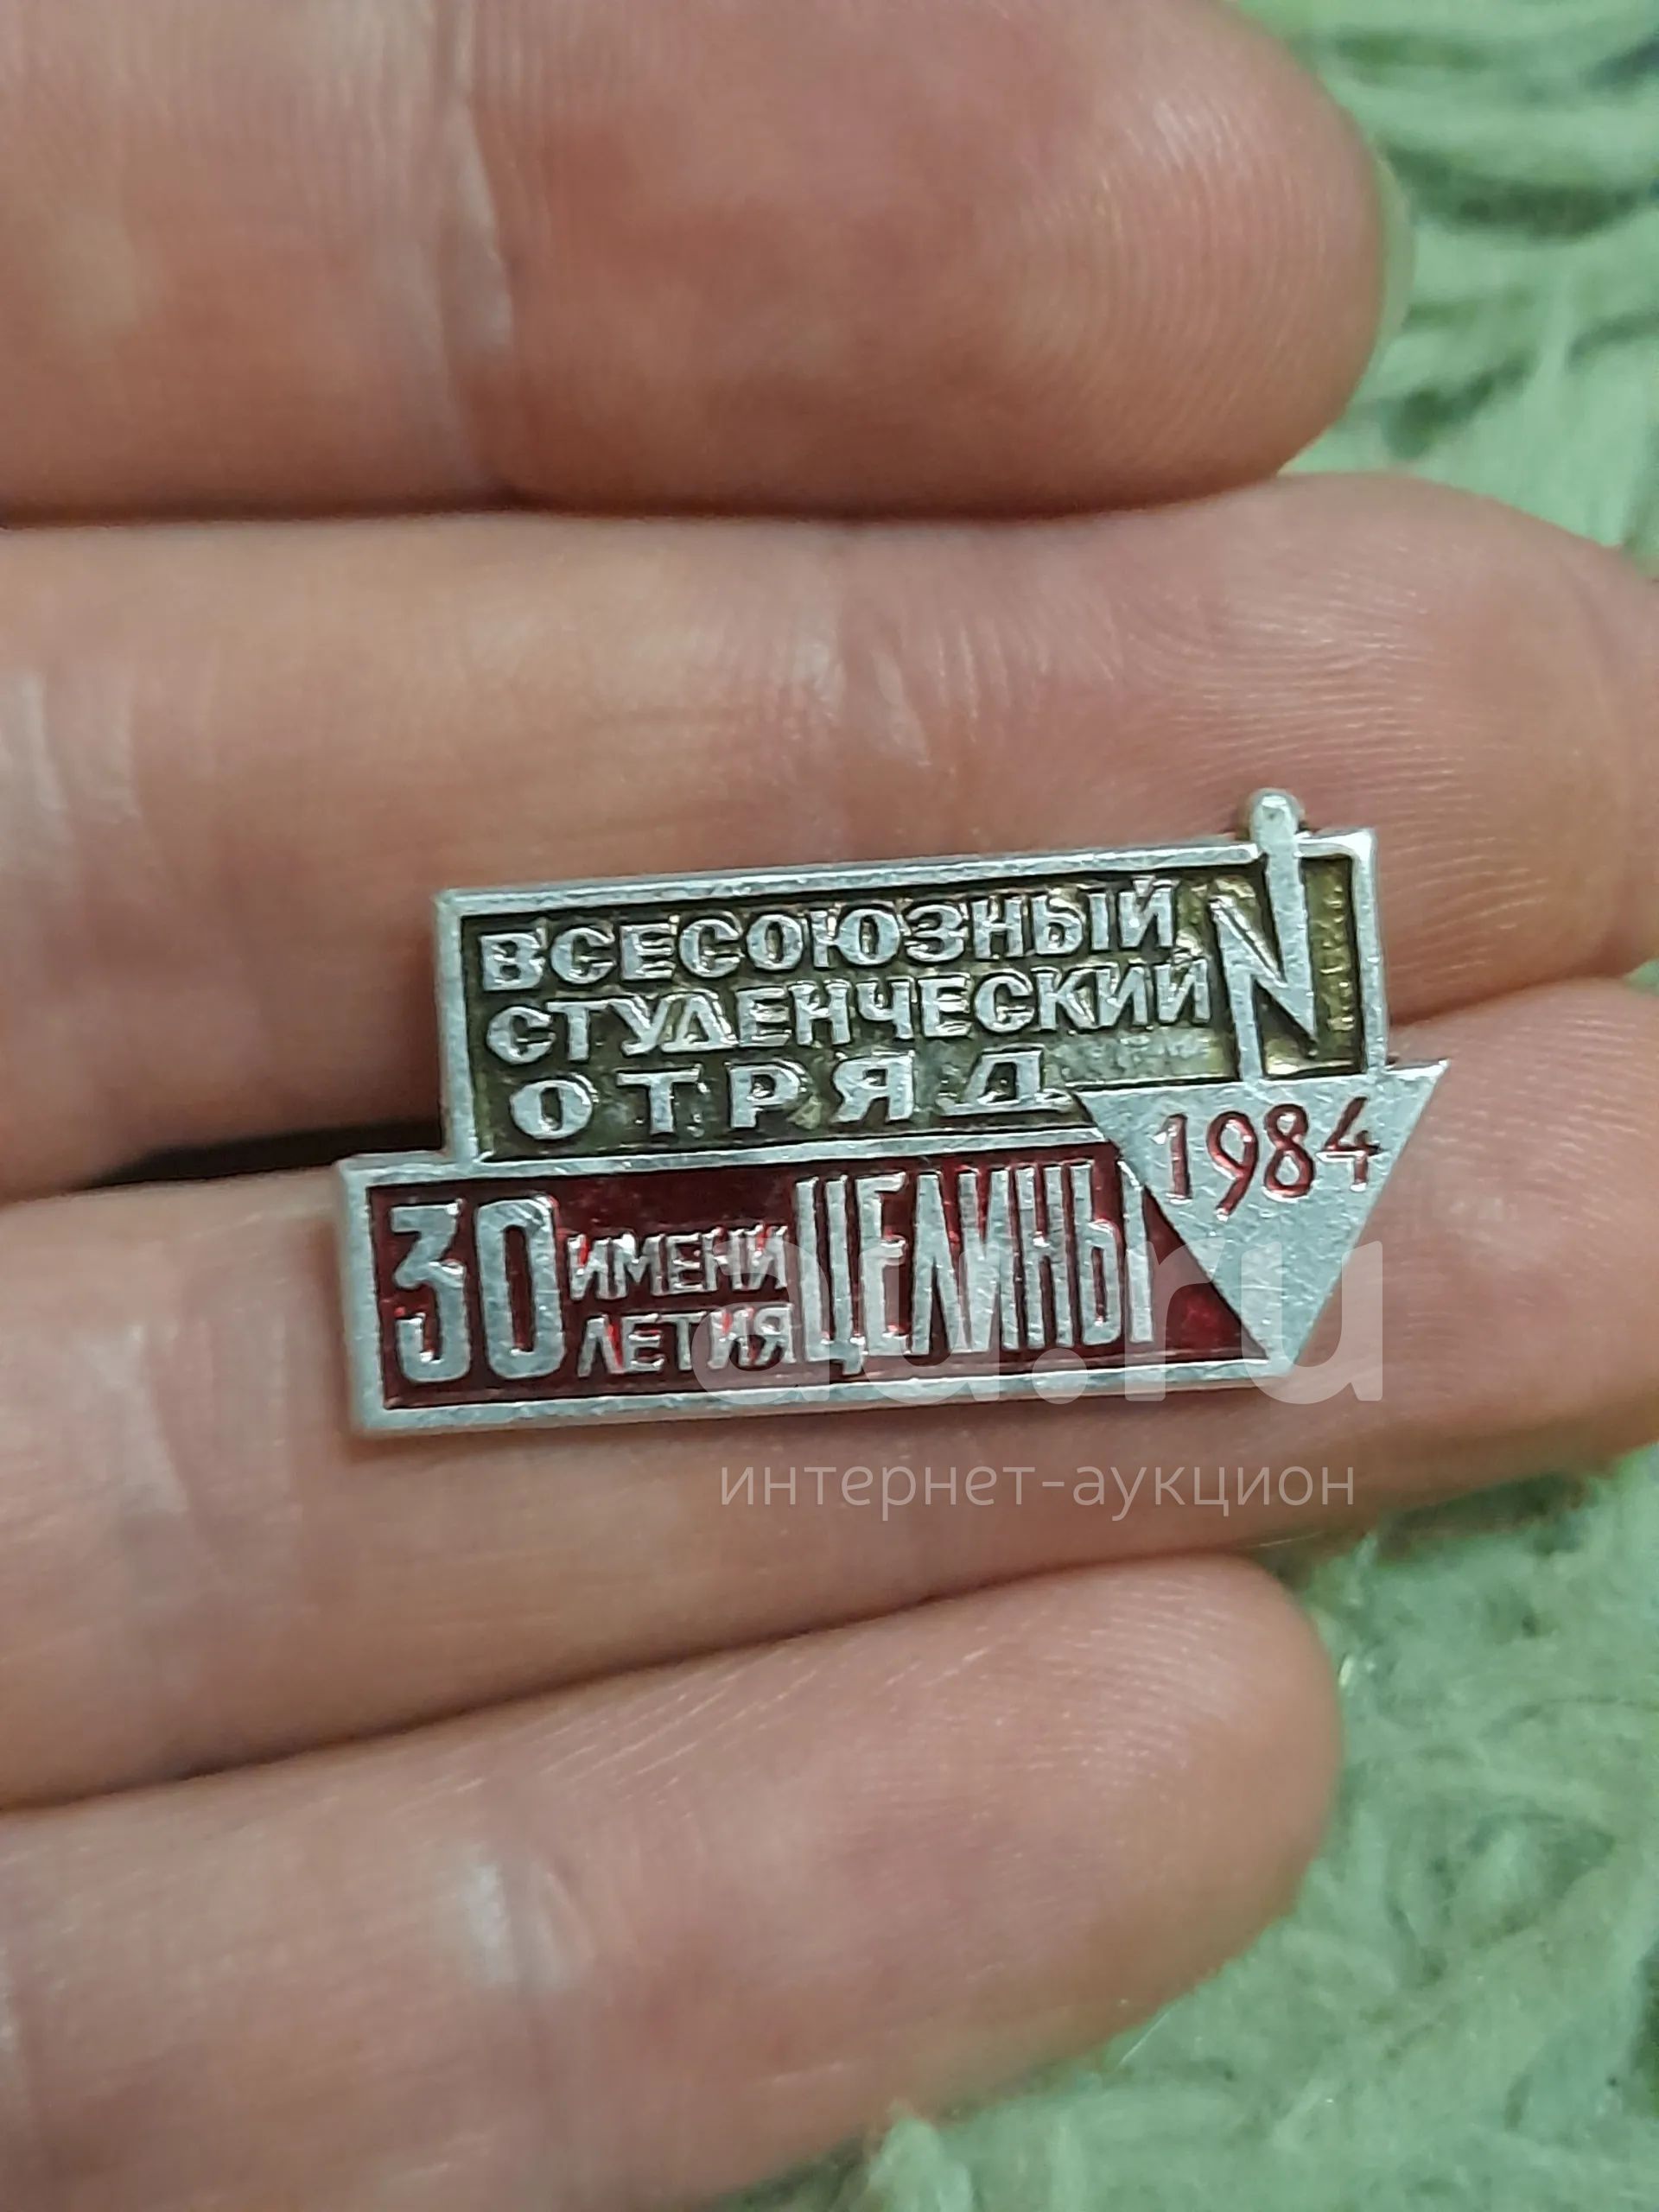 ВСЕСОЮЗНЫЙ
СТУДЕНЧЕСКИЙ
ОТРЯД
1984
30 ИМЕНИ ЦЕЛИНЫ
ЛЕТИЯ
au.ru
интернет-аукцион